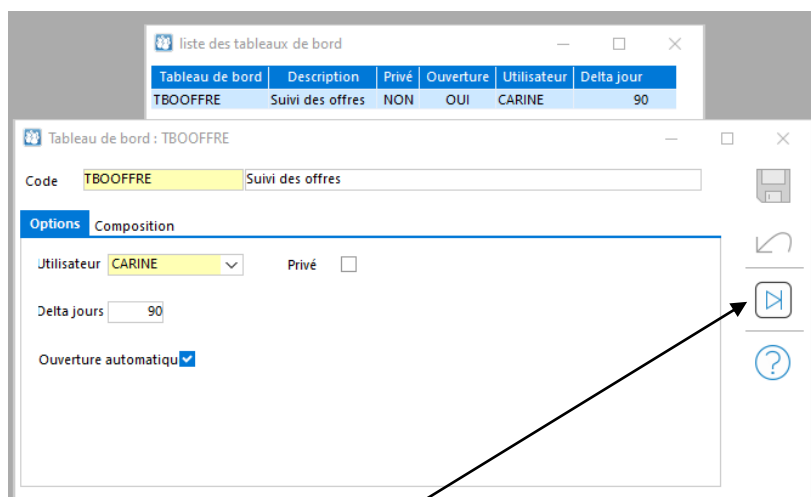 liste des tableaux de bord
Tableau de bord Description Privé Ouverture Utilisateur Delta jour
TBOOFFRE Suivi des offres NON OUI CARINE 90
Tableau de bord : TBOOFFRE
Code TBOOFFRE Suivi des offres
Options Composition
Utilisateur CARINE Privé
Delta jours 90
Ouverture automatiqu
?